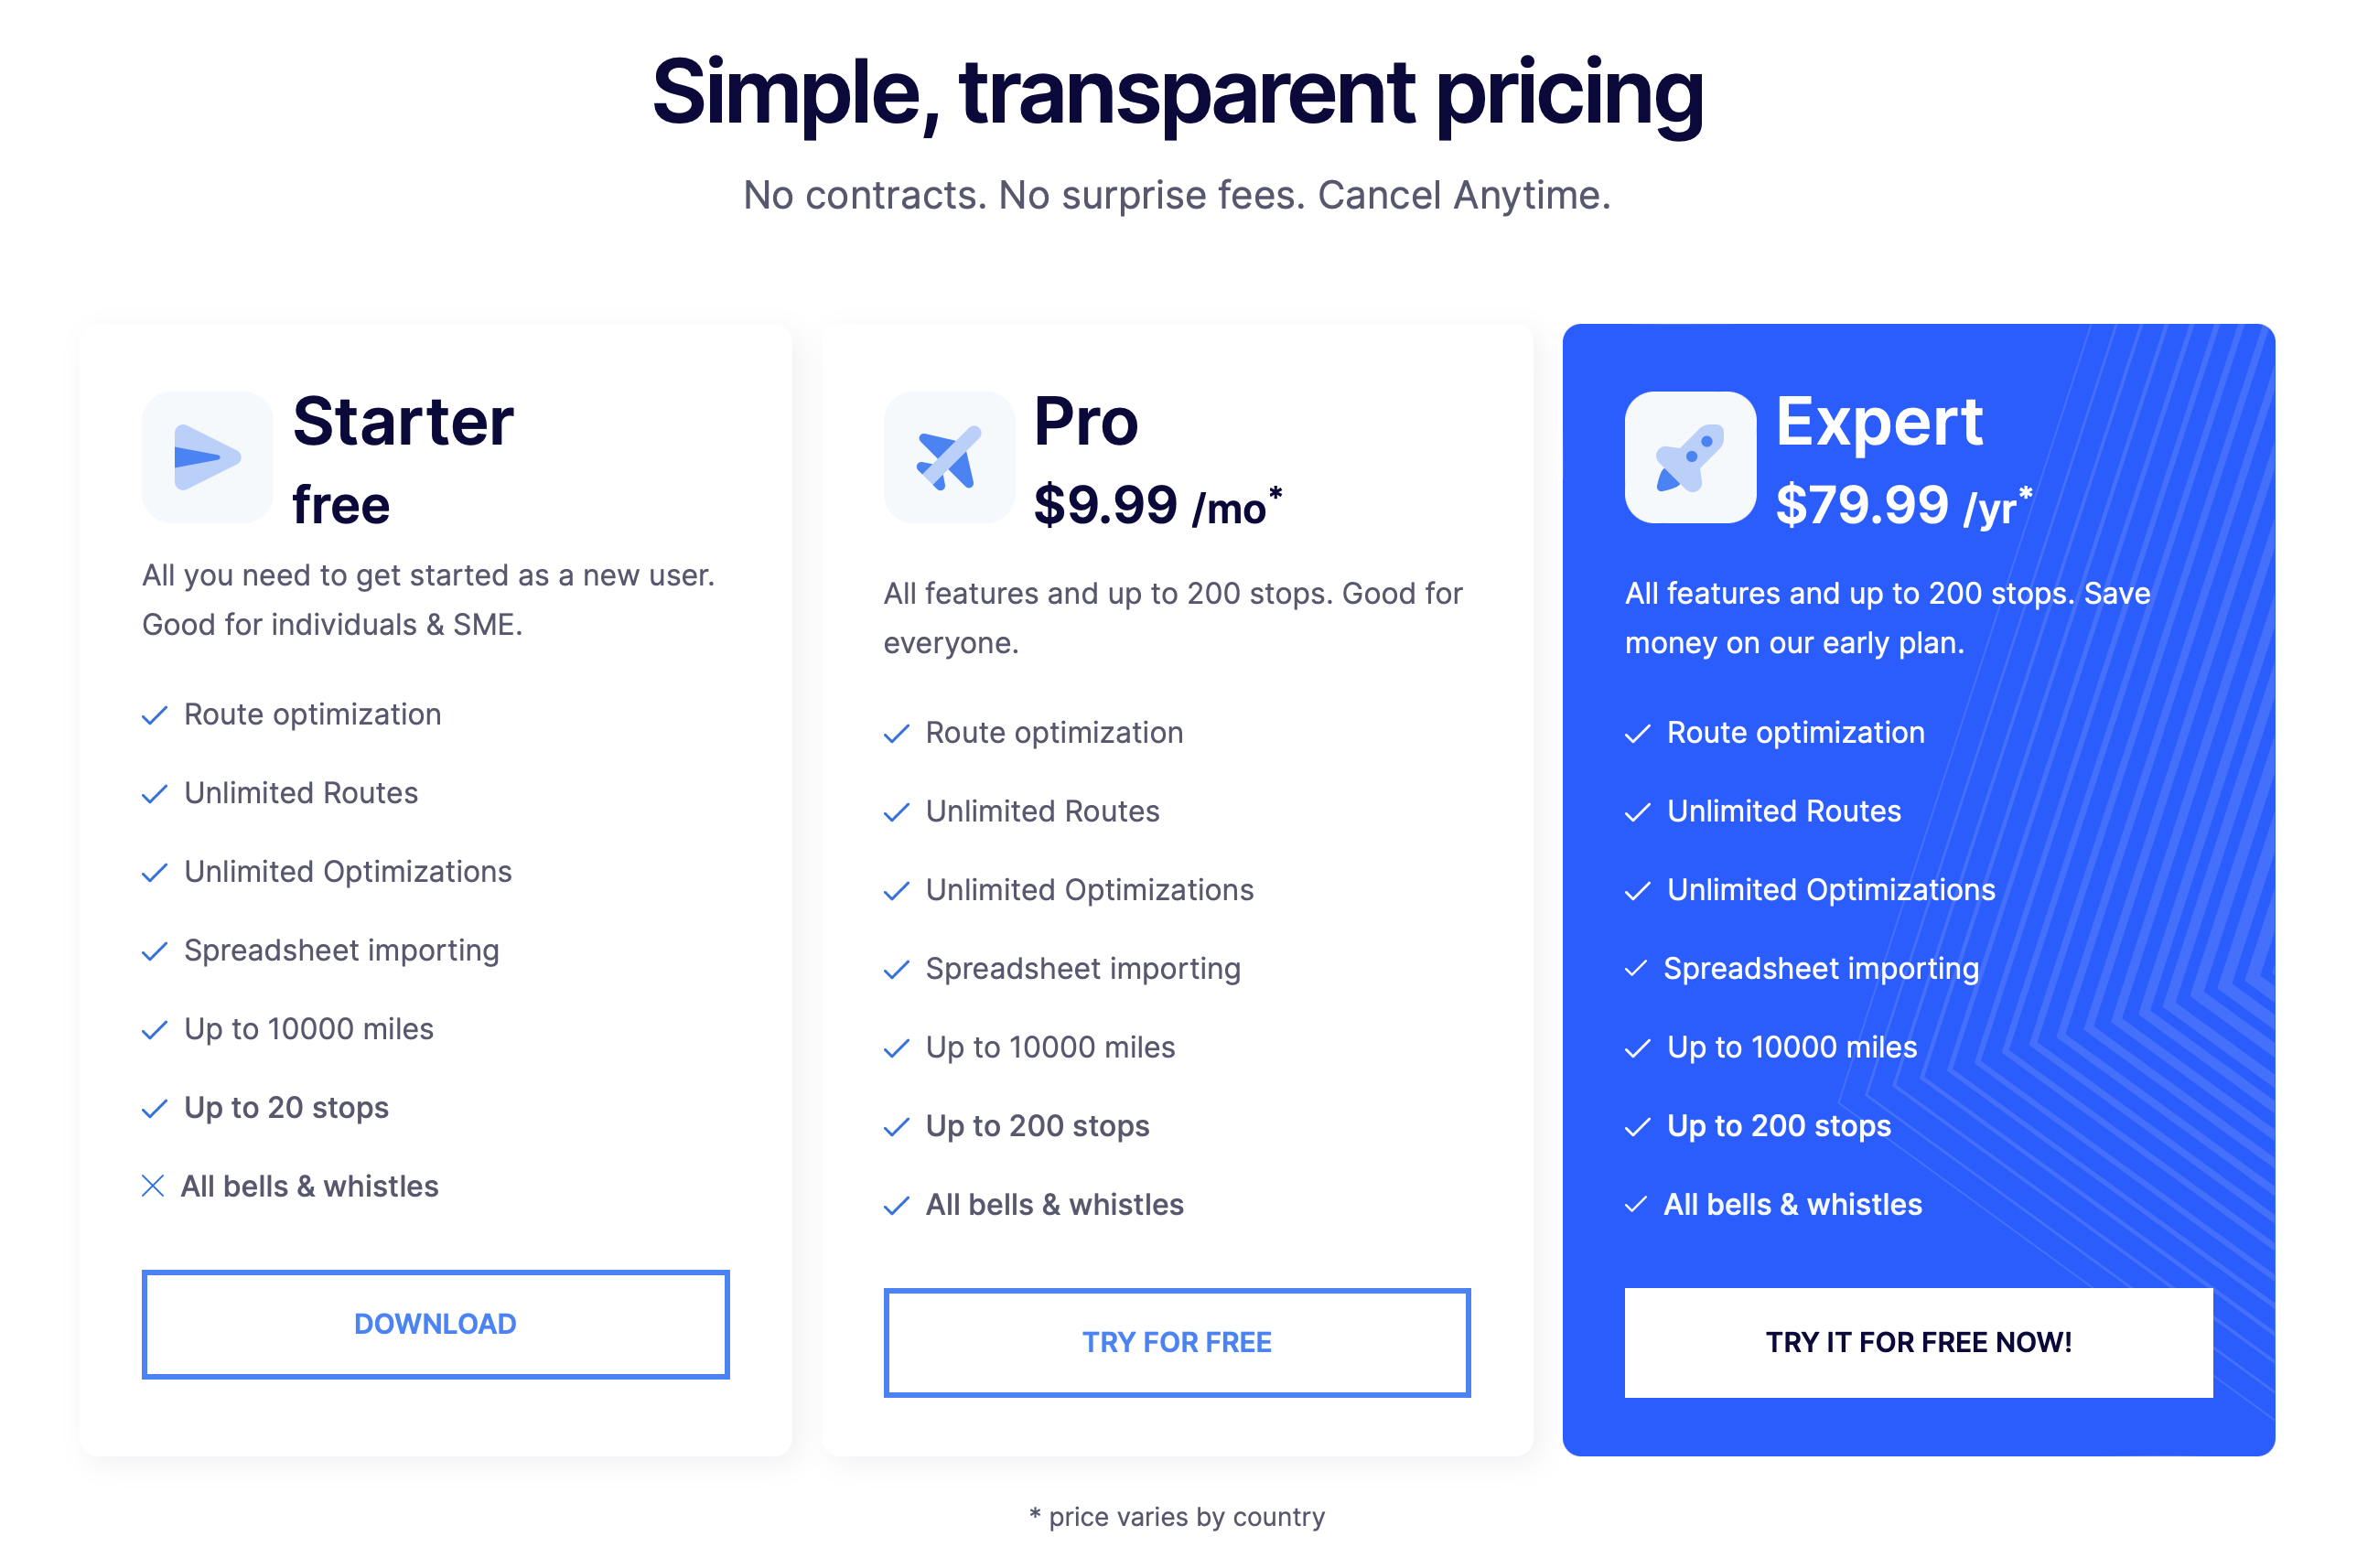 Simple, transparent pricing
No contracts. No surprise fees. Cancel Anytime.
Starter
free
All you need to get started as a new user.
Good for individuals & SME.
Route optimization
Unlimited Routes
Unlimited Optimizations
Spreadsheet importing
Up to 10000 miles
Up to 20 stops
All bells & whistles
DOWNLOAD
Pro
$9.99 /mo*
All features and up to 200 stops. Good for
everyone.
Route optimization
Unlimited Routes
Unlimited Optimizations
Spreadsheet importing
Up to 10000 miles
Up to 200 stops
All bells & whistles
TRY FOR FREE
Expert
$79.99 /yr*
All features and up to 200 stops. Save
money on our early plan.
Route optimization
Unlimited Routes
Unlimited Optimizations
Spreadsheet importing
Up to 10000 miles
Up to 200 stops
All bells & whistles
TRY IT FOR FREE NOW!
* price varies by country